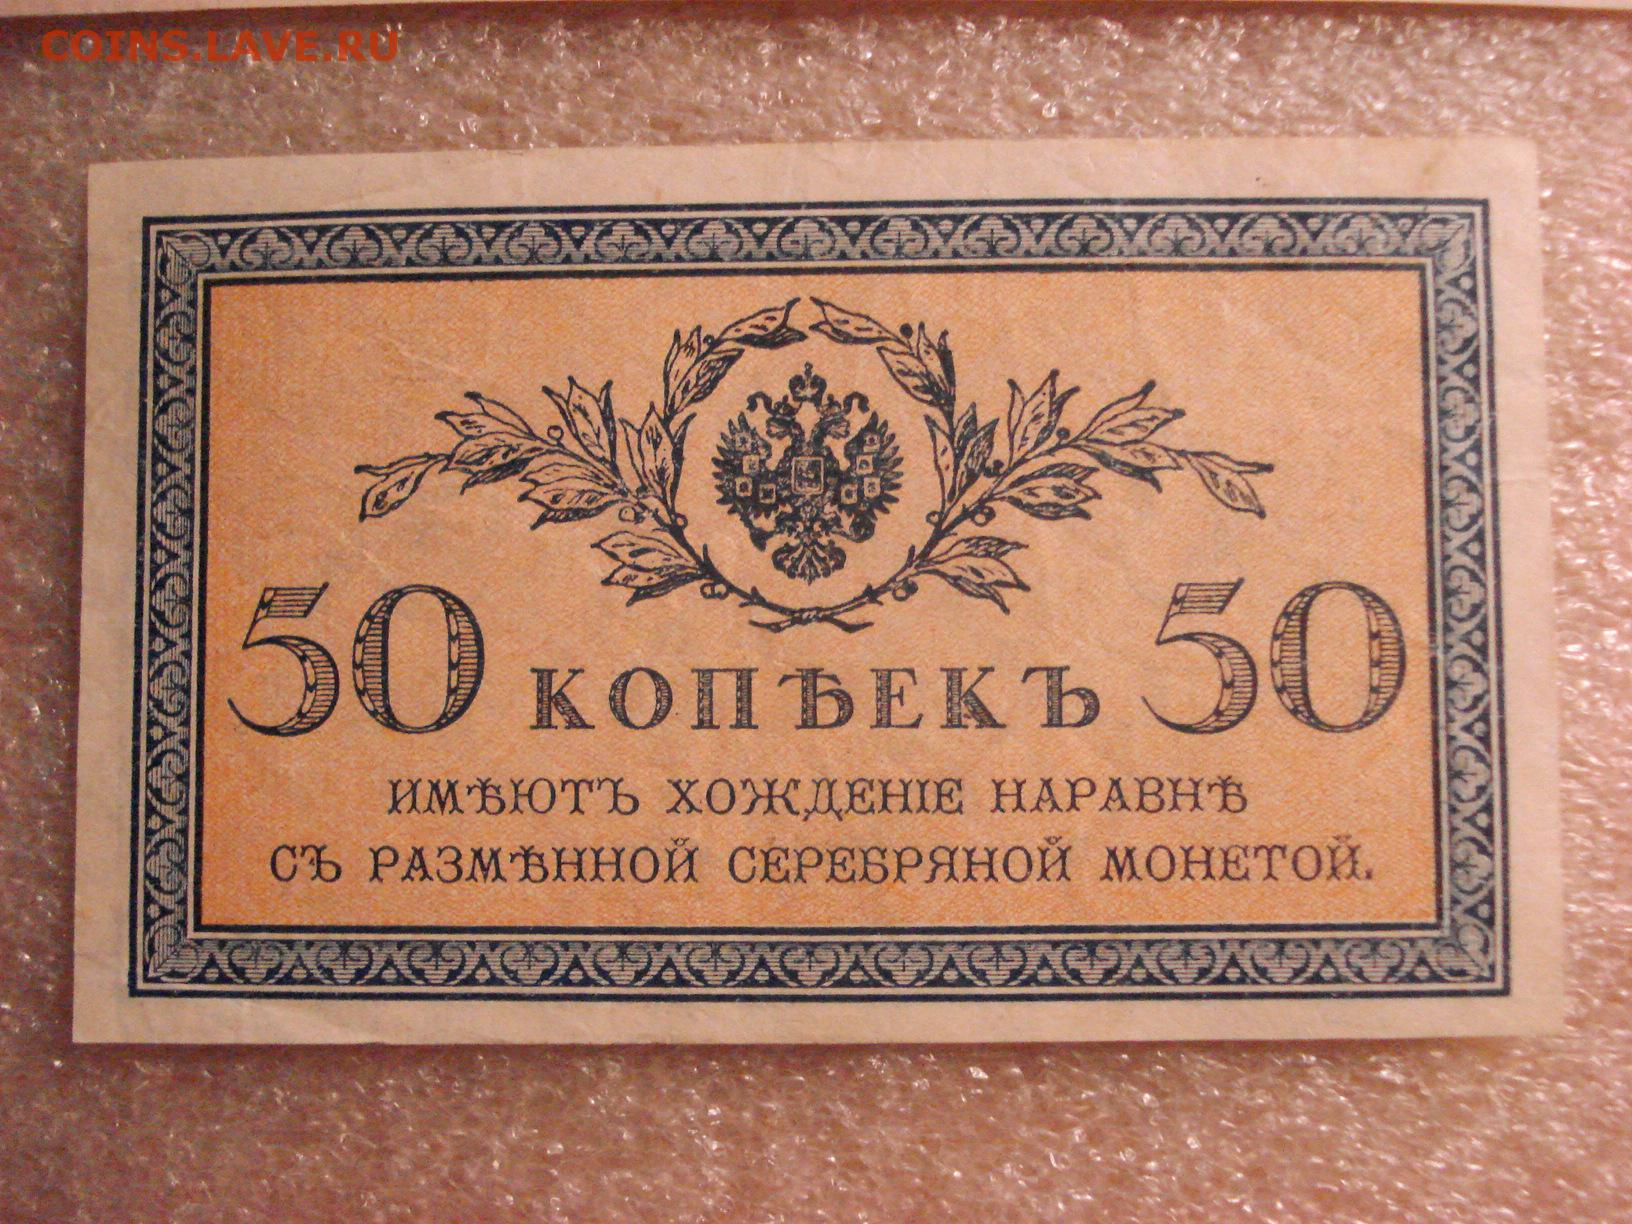 COINS.LAVE.RU
50 КОПѢЕКЪ 50
ИМѢЮТЪ ХОЖДЕНІЕ НАРАВНѢ
СЪ РАЗМѢННОЙ СЕРЕБРЯНОЙ МОНЕТОЙ.